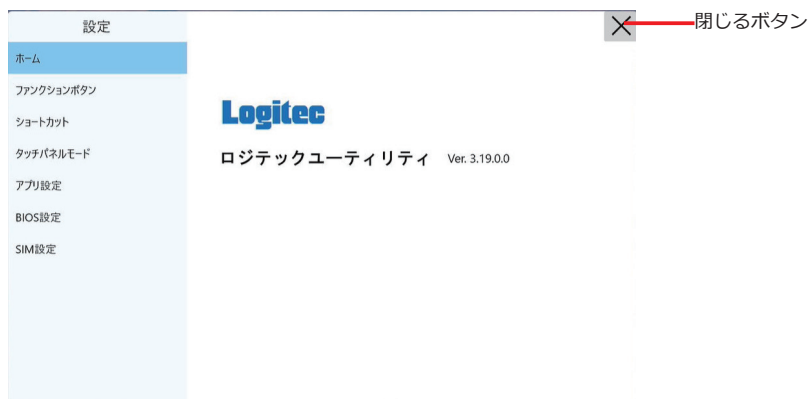 設定
閉じるボタン
ホーム
ファンクションボタン
ショートカット
タッチパネルモード
アプリ設定
BIOS設定
SIM設定
Logitec
ロジテックユーティリティ Ver. 3.19.0.0